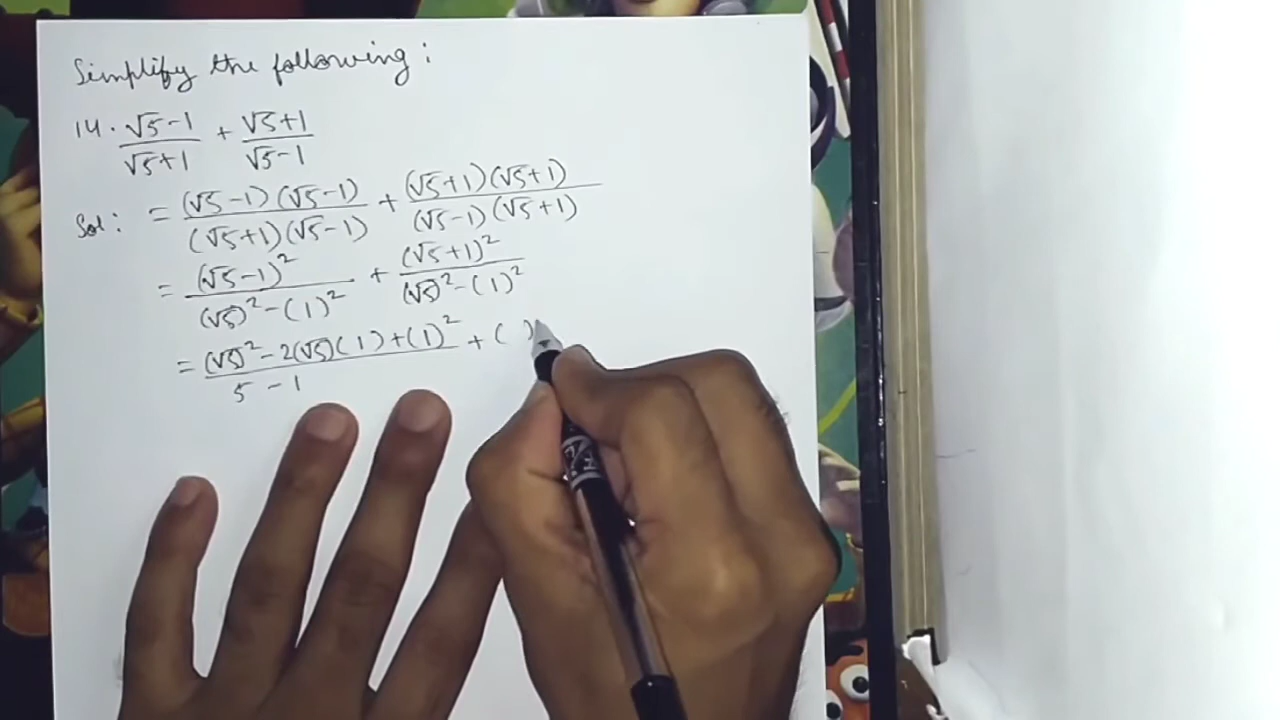 Simplify the following :
14. √5-1/√5+1 + √5+1/√5-1
Sol : = (√5-1)(√5-1)/(√5+1)(√5-1) + (√5+1)(√5+1)/(√5-1)(√5+1)
= (√5-1)²/(√5)²-(1)² + (√5+1)²/(√5)²-(1)²
= (√5)²-2(√5)(1)+(1)²/5-1 + ( )